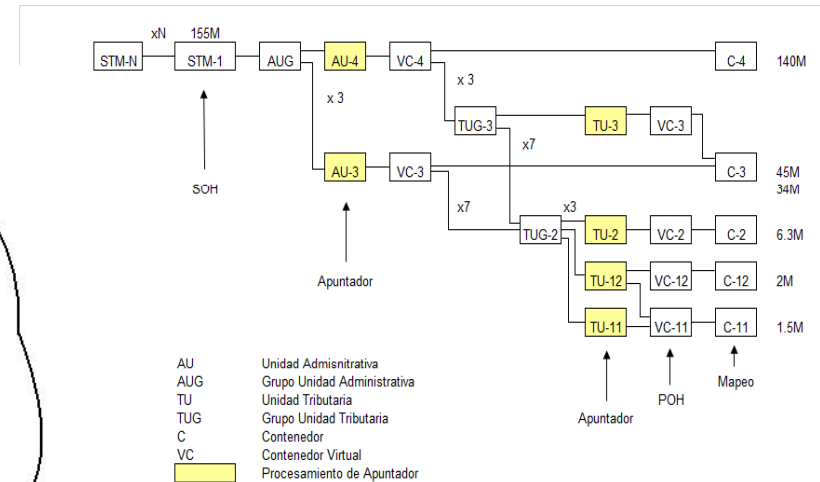 xN 155M
STM-N STM-1 AUG AU-4 VC-4 C-4 140M
x 3
x 3
TUG-3 TU-3 VC-3
x7
AU-3 VC-3 C-3 45M
34M
SOH
x7 x3
TUG-2 TU-2 VC-2 C-2 6.3M
Apuntador
TU-12 VC-12 C-12 2M
TU-11 VC-11 C-11 1.5M
Mapeo
POH
Apuntador
AU Unidad Admisnitrativa
AUG Grupo Unidad Administrativa
TU Unidad Tributaria
TUG Grupo Unidad Tributaria
C Contenedor
VC Contenedor Virtual
Procesamiento de Apuntador